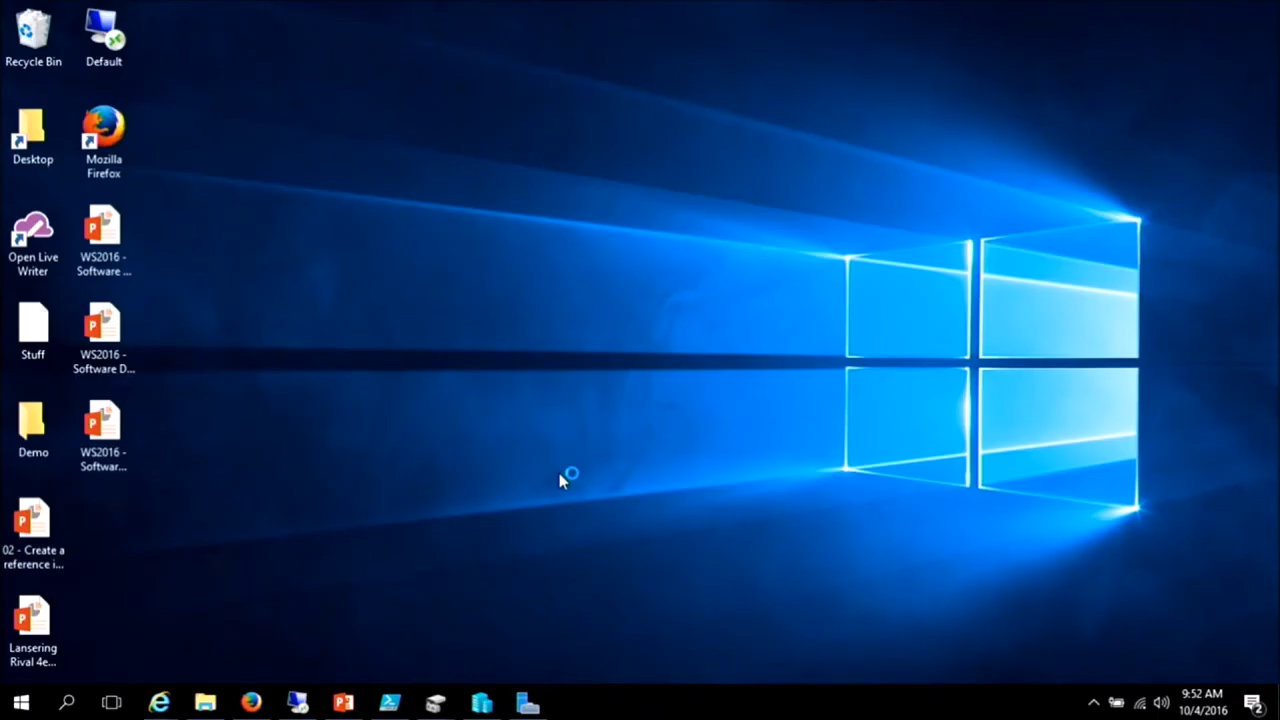 Recycle Bin
Default
Desktop
Mozilla
Firefox
Open Live
Writer
WS2016 -
Software ...
Stuff
WS2016 -
Software D...
Demo
WS2016 -
Softwar...
02 - Create a
reference i...
Lansering
Rival 4e...
9:52 AM
10/4/2016
2